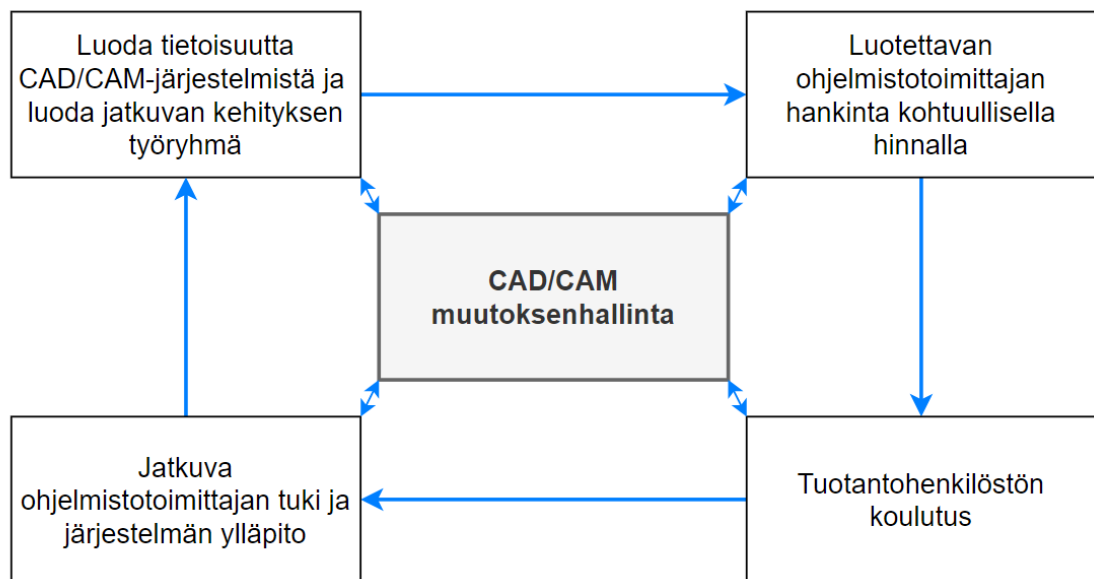 Luoda tietoisuutta
CAD/CAM-järjestelmistä ja
luoda jatkuvan kehityksen
työryhmä
Luotettavan
ohjelmistotoimittajan
hankinta kohtuullisella
hinnalla
CAD/CAM
muutoksenhallinta
Jatkuva
ohjelmistotoimittajan tuki ja
järjestelmän ylläpito
Tuotantohenkilöstön
koulutus